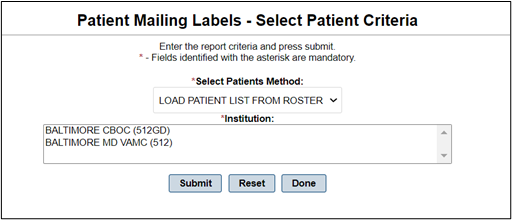 Patient Mailing Labels - Select Patient Criteria
Enter the report criteria and press submit.
* - Fields identified with the asterisk are mandatory.
*Select Patients Method:
LOAD PATIENT LIST FROM ROSTER
*Institution:
BALTIMORE CBOC (512GD)
BALTIMORE MD VAMC (512)
Submit Reset Done